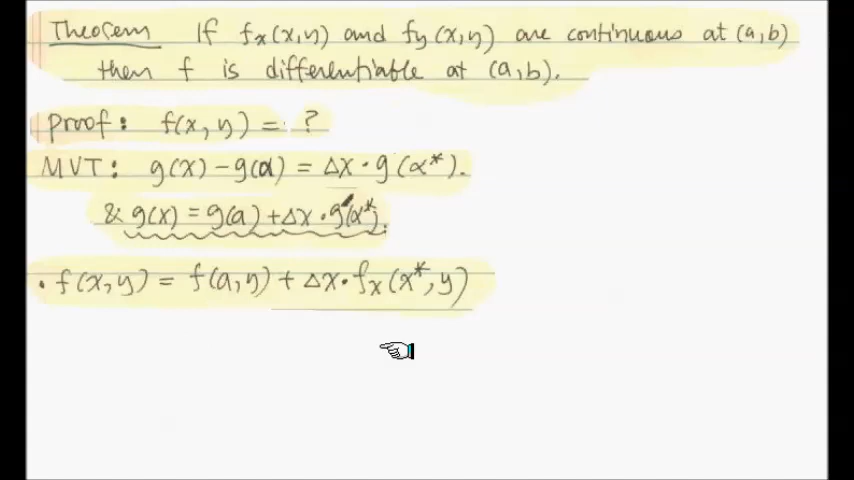 Theorem If fx(x,y) and fy(x,y) are continuous at (a,b)
then f is differentiable at (a,b).
Proof: f(x,y) = ?
MVT: g(x) - g(a) = Δx · g'(α*).
& g(x) = g(a) + Δx · g'(α*).
· f(x,y) = f(a,y) + Δx · fx(x*,y)